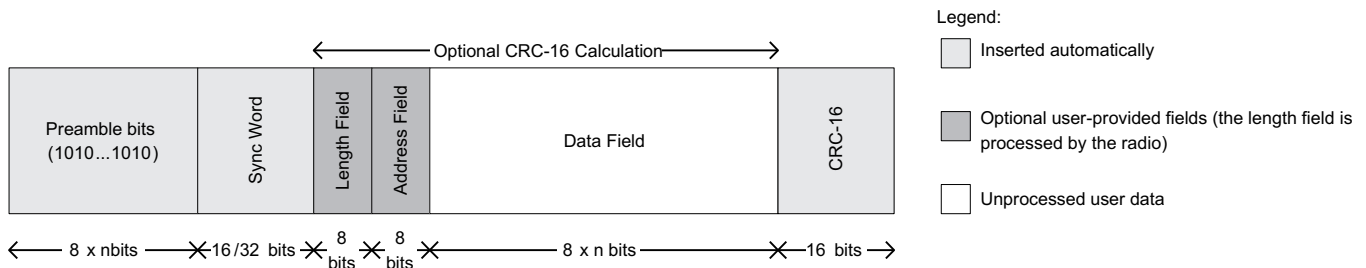 Legend:
Optional CRC-16 Calculation
Inserted automatically
Preamble bits
(1010...1010)
Sync Word
Length Field
Address Field
Data Field
CRC-16
Optional user-provided fields (the length field is
processed by the radio)
Unprocessed user data
8 x nbits
16/32 bits
8
bits
8
bits
8 x n bits
16 bits